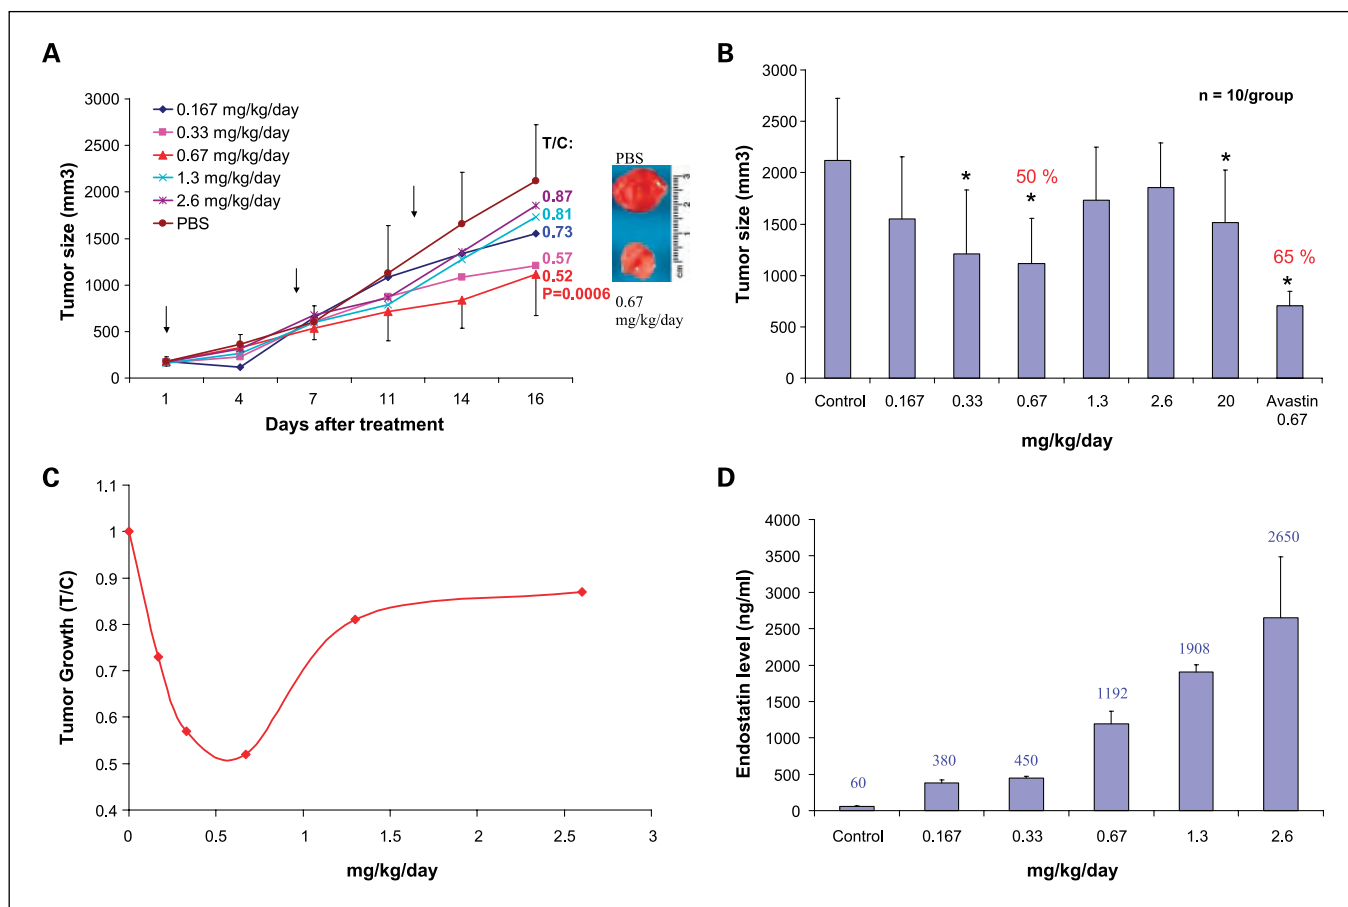 A
Tumor size (mm3)
3000
2500
2000
1500
1000
500
0
0.167 mg/kg/day
0.33 mg/kg/day
0.67 mg/kg/day
1.3 mg/kg/day
2.6 mg/kg/day
PBS
T/C:
0.87
0.81
0.73
0.57
0.52
P=0.0006
1 4 7 11 14 16
Days after treatment
PBS
3
2
1
cm
0.67
mg/kg/day
B
Tumor size (mm3)
3000
2500
2000
1500
1000
500
0
n = 10/group
*
50 %
*
*
65 %
*
Control 0.167 0.33 0.67 1.3 2.6 20 Avastin
0.67
mg/kg/day
C
Tumor Growth (T/C)
1.1
1
0.9
0.8
0.7
0.6
0.5
0.4
0 0.5 1 1.5 2 2.5 3
mg/kg/day
D
Endostatin level (ng/ml)
4000
3500
3000
2500
2000
1500
1000
500
0
60
380
450
1192
1908
2650
Control 0.167 0.33 0.67 1.3 2.6
mg/kg/day